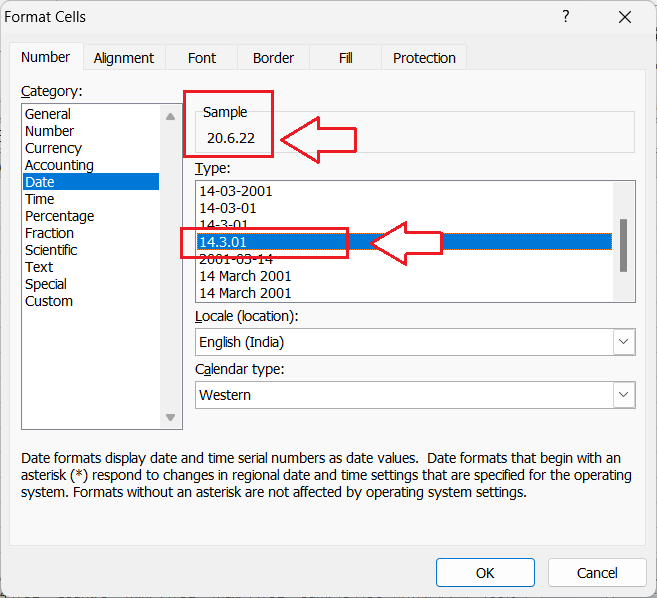 Format Cells
?
Number
Alignment
Font
Border
Fill
Protection
Category:
General
Number
Currency
Accounting
Date
Time
Percentage
Fraction
Scientific
Text
Special
Custom
Sample
20.6.22
Type:
14-03-2001
14-03-01
14-3-01
14.3.01
2001-03-14
14 March 2001
14 March 2001
Locale (location):
English (India)
Calendar type:
Western
Date formats display date and time serial numbers as date values. Date formats that begin with an
asterisk (*) respond to changes in regional date and time settings that are specified for the operating
system. Formats without an asterisk are not affected by operating system settings.
OK
Cancel